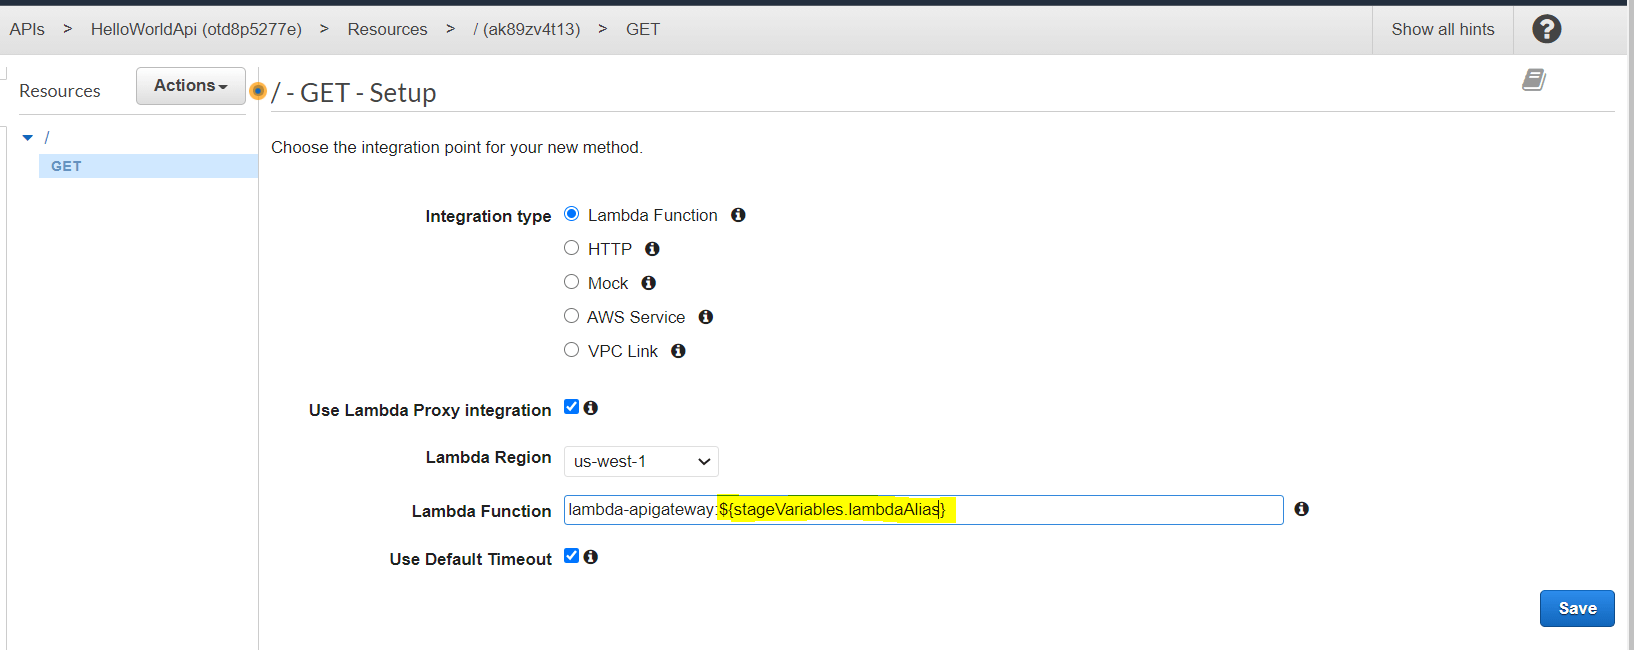 APIs > HelloWorldApi (otd8p5277e) > Resources > / (ak89zv4t13) > GET Show all hints ?
Resources Actions / - GET - Setup
/
GET
Choose the integration point for your new method.
Integration type Lambda Function i
HTTP i
Mock i
AWS Service i
VPC Link i
Use Lambda Proxy integration i
Lambda Region us-west-1
Lambda Function lambda-apigateway:${stageVariables.lambdaAlias} i
Use Default Timeout i
Save